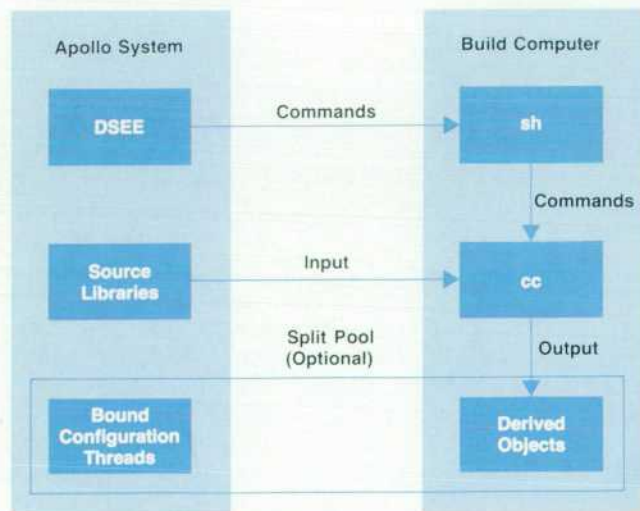 Apollo System
Build Computer
DSEE
Commands
sh
Commands
Source
Libraries
Input
cc
Split Pool
(Optional)
Output
Bound
Configuration
Threads
Derived
Objects